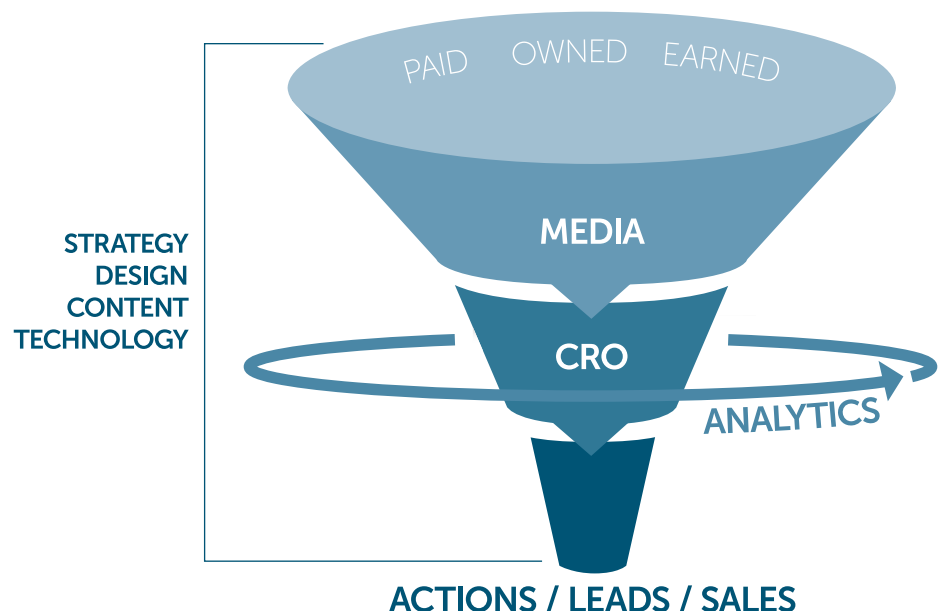 PAID OWNED EARNED
MEDIA
STRATEGY
DESIGN
CONTENT
TECHNOLOGY
CRO
ANALYTICS
ACTIONS / LEADS / SALES